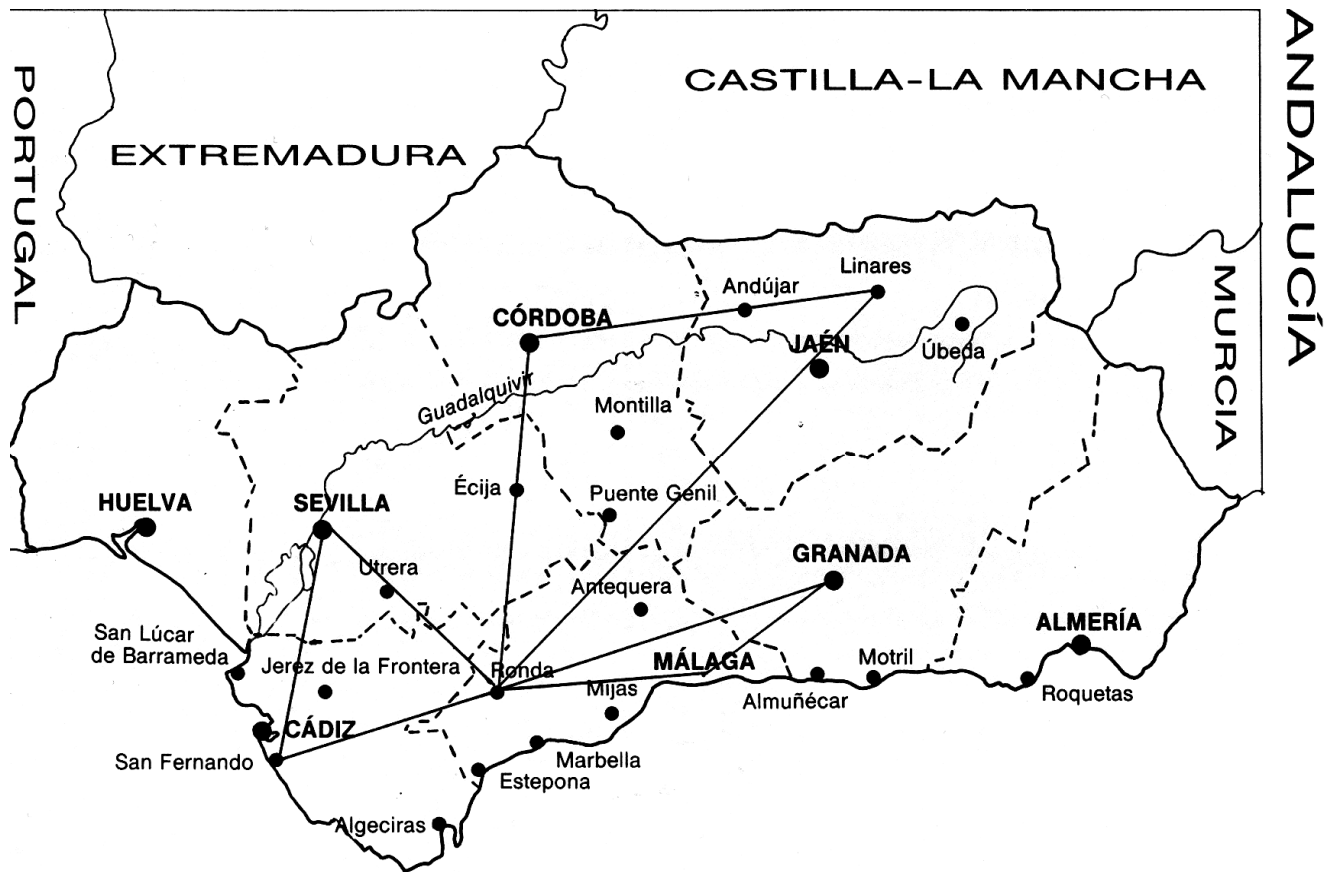 ANDALUCÍA
PORTUGAL
EXTREMADURA
CASTILLA-LA MANCHA
MURCIA
Linares
Andújar
CÓRDOBA
JAÉN
Úbeda
Guadalquivir
Montilla
Écija
Puente Genil
HUELVA
SEVILLA
GRANADA
Utrera
Antequera
ALMERÍA
San Lúcar
de Barrameda
Jerez de la Frontera
Ronda
MÁLAGA
Motril
Mijas
Almuñécar
Roquetas
CÁDIZ
San Fernando
Marbella
Estepona
Algeciras